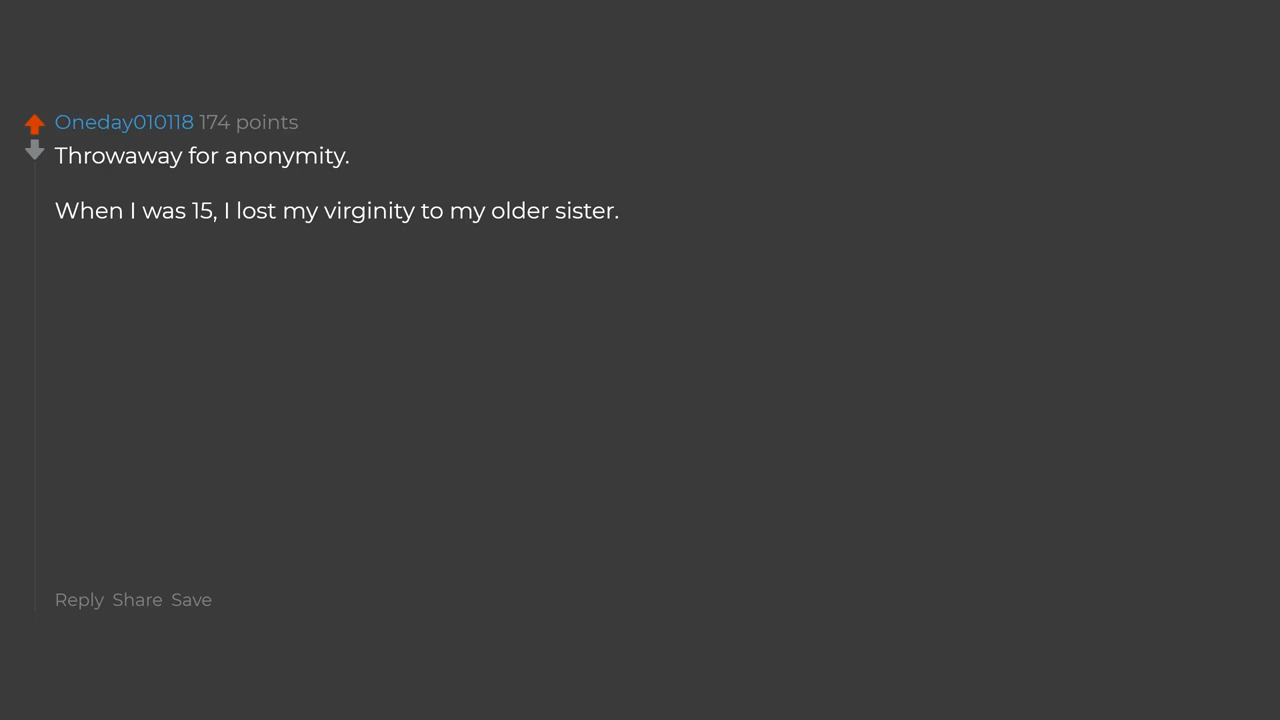 Oneday010118 174 points
Throwaway for anonymity.
When I was 15, I lost my virginity to my older sister.
Reply Share Save